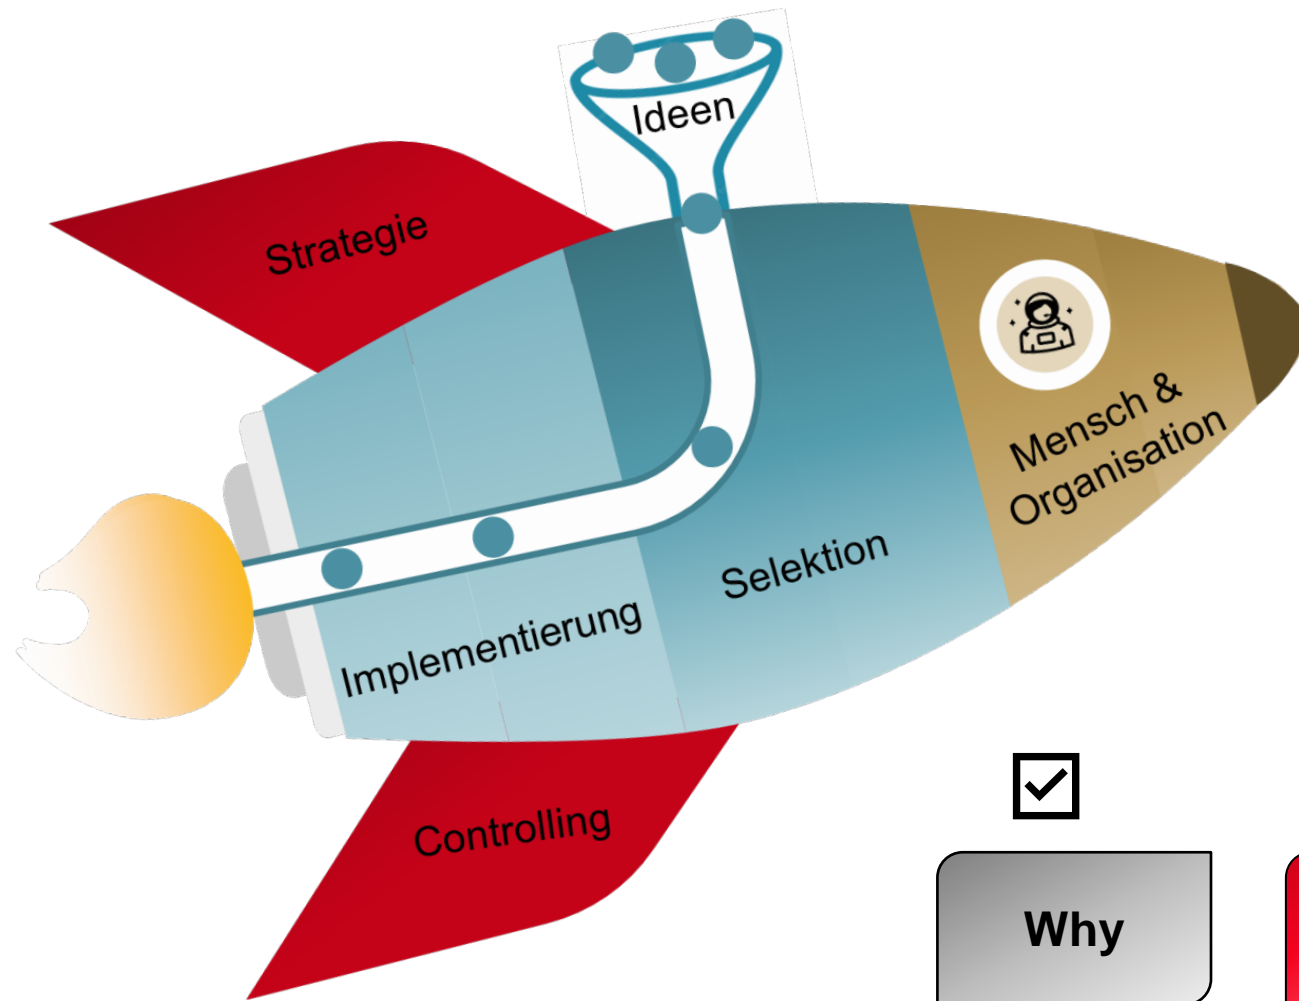 Ideen
Strategie
Mensch &
Organisation
Selektion
Implementierung
Controlling
Why